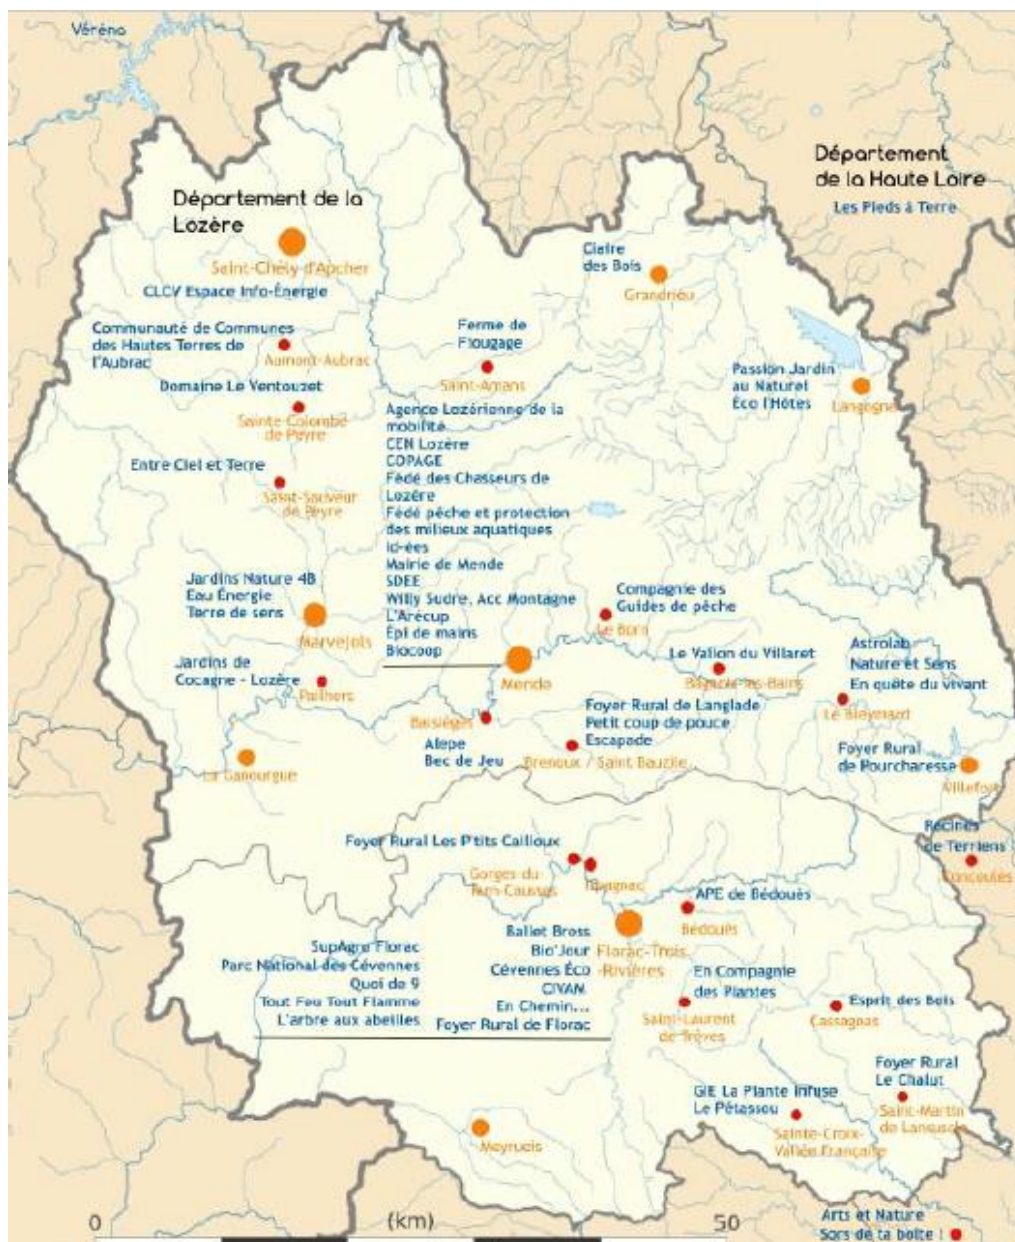 Véréna
Département
de la Haute Loire
Les Pieds à Terre
Département de la
Lozère
Saint-Chély d'Apcher
CLCV Espace Info-Énergie
Claire
des Bois
Grandrieu
Communauté de Communes
des Hautes Terres de
l'Aubrac
Aumont-Aubrac
Ferme de
Flougage
Saint-Amans
Passion Jardin
au Naturel
Éco l'Hôtes
Langogne
Domaine Le Ventouzet
Sainte-Colombe
de Peyre
Entre Ciel et Terre
Saint-Sauveur
de Peyre
Agence Lozérienne de la
mobilité
CEN Lozère
COPAGE
Fédé des Chasseurs de
Lozère
Fédé pêche et protection
des milieux aquatiques
Id-ées
Mairie de Mende
SDEE
Willy Sudre, Acc Montagne
L'Arécup
Épi de mains
Biocoop
Mende
Jardins Nature 4B
Eau Énergie
Terre de sens
Marvejols
Jardins de
Cocagne - Lozère
Palhers
Compagnie des
Guides de pêche
Le Born
Le Vallon du Villaret
Bagnols-les-Bains
Astrolab
Nature et Sens
En quête du vivant
Le Bleymard
Balsièges
Alepe
Bec de Jeu
Foyer Rural de Langlade
Petit coup de pouce
Escapade
Brenoux / Saint Bauzile
La Canourgue
Foyer Rural
de Pourcharesse
Villefort
Racines
de Terriens
Concoules
Foyer Rural Les P'tits Cailloux
Gorges du
Tarn-Causses
Ispagnac
APE de Bédouès
Bédouès
SupAgro Florac
Parc National des Cévennes
Quoi de 9
Tout Feu Tout Flamme
L'arbre aux abeilles
Ballet Bross
Bio'Jour
Cévennes Éco
CIVAM
En Chemin...
Foyer Rural de Florac
Florac-Trois
-Rivières
En Compagnie
des Plantes
Saint-Laurent
de Trèves
Esprit des Bois
Cassagnas
Foyer Rural
Le Chalut
Saint-Martin
de Lansuscle
GIE La Plante Infuse
Le Pétassou
Sainte-Croix-
Vallée Française
Meyrueis
Arts et Nature
Sors de ta boîte !
0 (km) 50